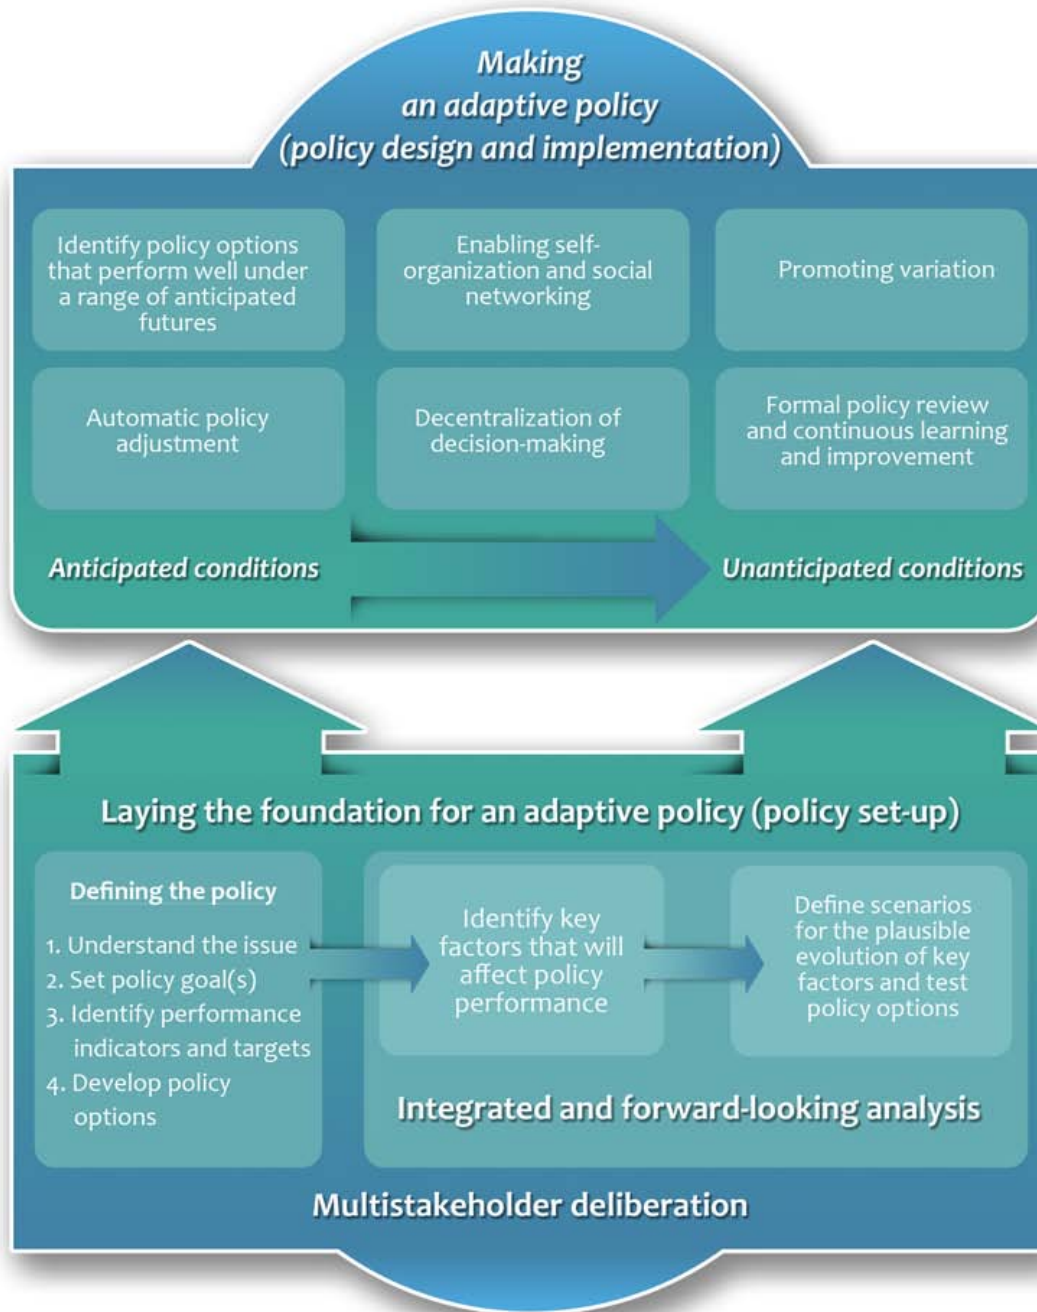 Making
an adaptive policy
(policy design and implementation)
Identify policy options
that perform well under
a range of anticipated
futures
Enabling self-
organization and social
networking
Promoting variation
Automatic policy
adjustment
Decentralization of
decision-making
Formal policy review
and continuous learning
and improvement
Anticipated conditions
Unanticipated conditions
Laying the foundation for an adaptive policy (policy set-up)
Defining the policy
1. Understand the issue
2. Set policy goal(s)
3. Identify performance
indicators and targets
4. Develop policy
options
Identify key
factors that will
affect policy
performance
Define scenarios
for the plausible
evolution of key
factors and test
policy options
Integrated and forward-looking analysis
Multistakeholder deliberation